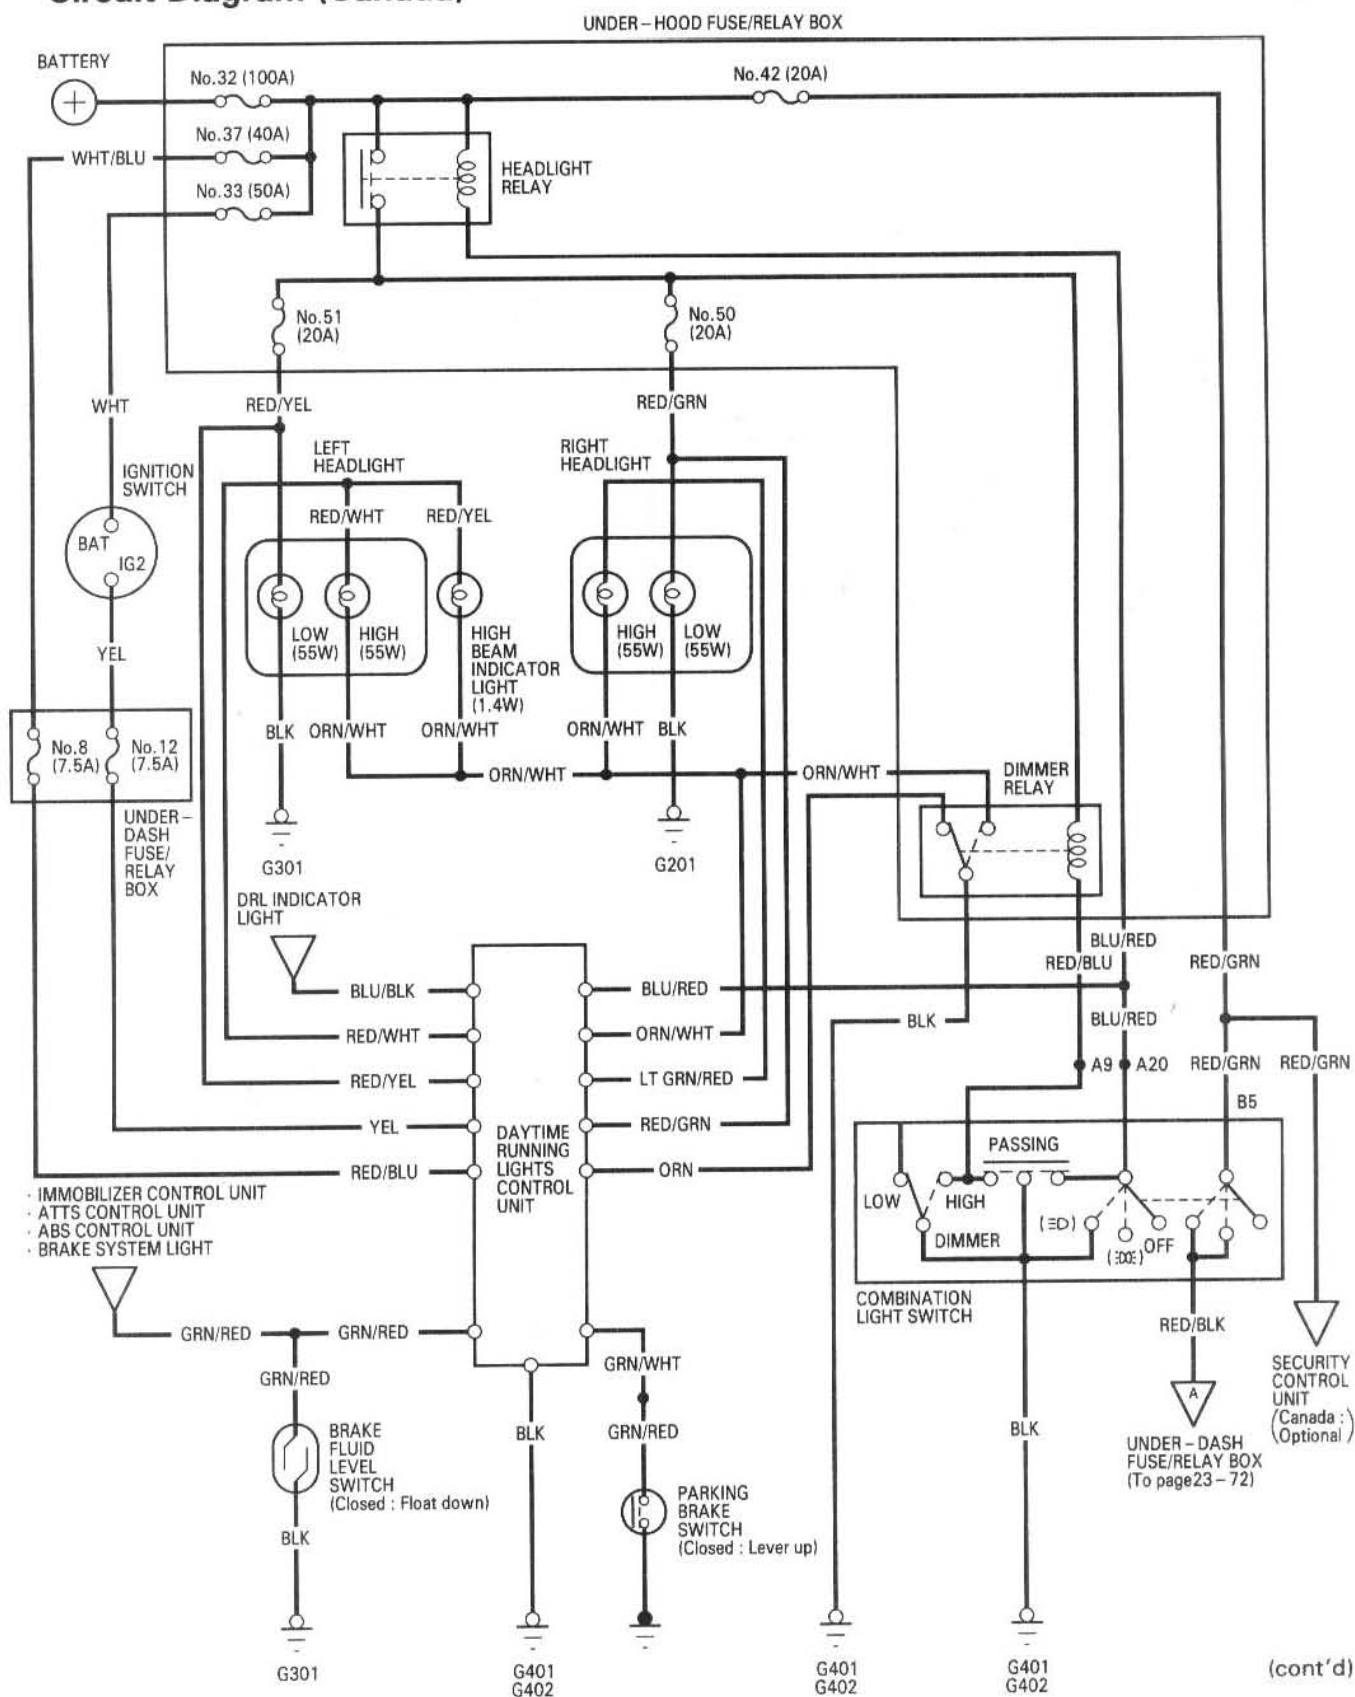 Circuit Diagram (Canada)
UNDER–HOOD FUSE/RELAY BOX
BATTERY
No.32 (100A)
No.42 (20A)
No.37 (40A)
WHT/BLU
No.33 (50A)
HEADLIGHT
RELAY
No.51
(20A)
No.50
(20A)
WHT
RED/YEL
RED/GRN
LEFT
HEADLIGHT
RIGHT
HEADLIGHT
IGNITION
SWITCH
RED/WHT
RED/YEL
BAT
IG2
LOW
(55W)
HIGH
(55W)
HIGH
BEAM
INDICATOR
LIGHT
(1.4W)
HIGH
(55W)
LOW
(55W)
YEL
BLK
ORN/WHT
ORN/WHT
ORN/WHT
BLK
No.8
(7.5A)
No.12
(7.5A)
ORN/WHT
ORN/WHT
DIMMER
RELAY
UNDER–
DASH
FUSE/
RELAY
BOX
G301
G201
DRL INDICATOR
LIGHT
BLU/RED
RED/BLU
RED/GRN
BLU/BLK
BLU/RED
RED/WHT
ORN/WHT
BLK
BLU/RED
RED/YEL
LT GRN/RED
A9
A20
RED/GRN
RED/GRN
B5
YEL
RED/GRN
RED/BLU
ORN
DAYTIME
RUNNING
LIGHTS
CONTROL
UNIT
PASSING
LOW
HIGH
DIMMER
OFF
· IMMOBILIZER CONTROL UNIT
· ATTS CONTROL UNIT
· ABS CONTROL UNIT
· BRAKE SYSTEM LIGHT
COMBINATION
LIGHT SWITCH
GRN/RED
GRN/RED
GRN/WHT
RED/BLK
GRN/RED
SECURITY
CONTROL
UNIT
(Canada :
Optional)
A
BRAKE
FLUID
LEVEL
SWITCH
(Closed : Float down)
BLK
GRN/RED
BLK
UNDER–DASH
FUSE/RELAY BOX
(To page23–72)
PARKING
BRAKE
SWITCH
(Closed : Lever up)
BLK
G301
G401
G402
G401
G402
G401
G402
(cont'd)